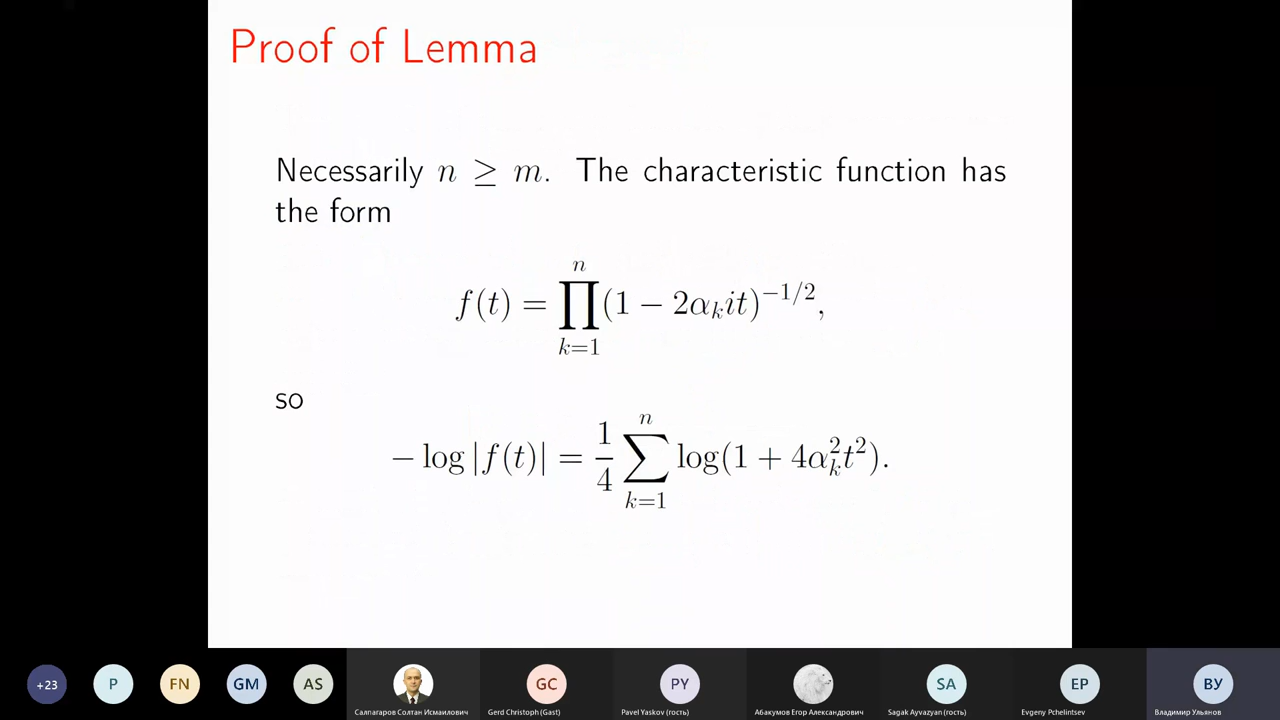 Proof of Lemma
Necessarily n ≥ m. The characteristic function has
the form
f(t) = ∏_{k=1}^{n} (1 − 2α_k it)^{−1/2},
so
− log |f(t)| = 1/4 ∑_{k=1}^{n} log(1 + 4α_k^2 t^2).
+23 P FN GM AS GC PY SA EP ВУ
Салпагаров Солтан Исмаилович Gerd Christoph (Gast) Pavel Yaskov (гость) Абакумов Егор Александрович Sagak Ayvazyan (гость) Evgeny Pchelintsev Владимир Ульянов